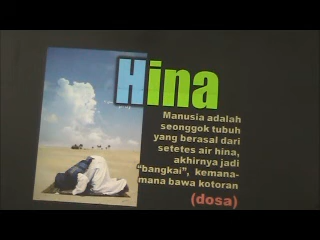 Hina
Manusia adalah
seonggok tubuh
yang berasal dari
setetes air hina,
akhirnya jadi
"bangkai", kemana-
mana bawa kotoran
(dosa)